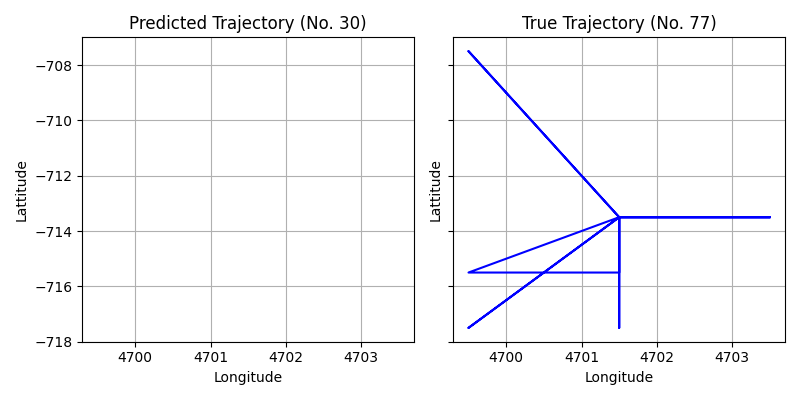 Predicted Trajectory (No. 30)
True Trajectory (No. 77)
−708
−710
−712
−714
−716
−718
Lattitude
Lattitude
4700 4701 4702 4703
4700 4701 4702 4703
Longitude
Longitude